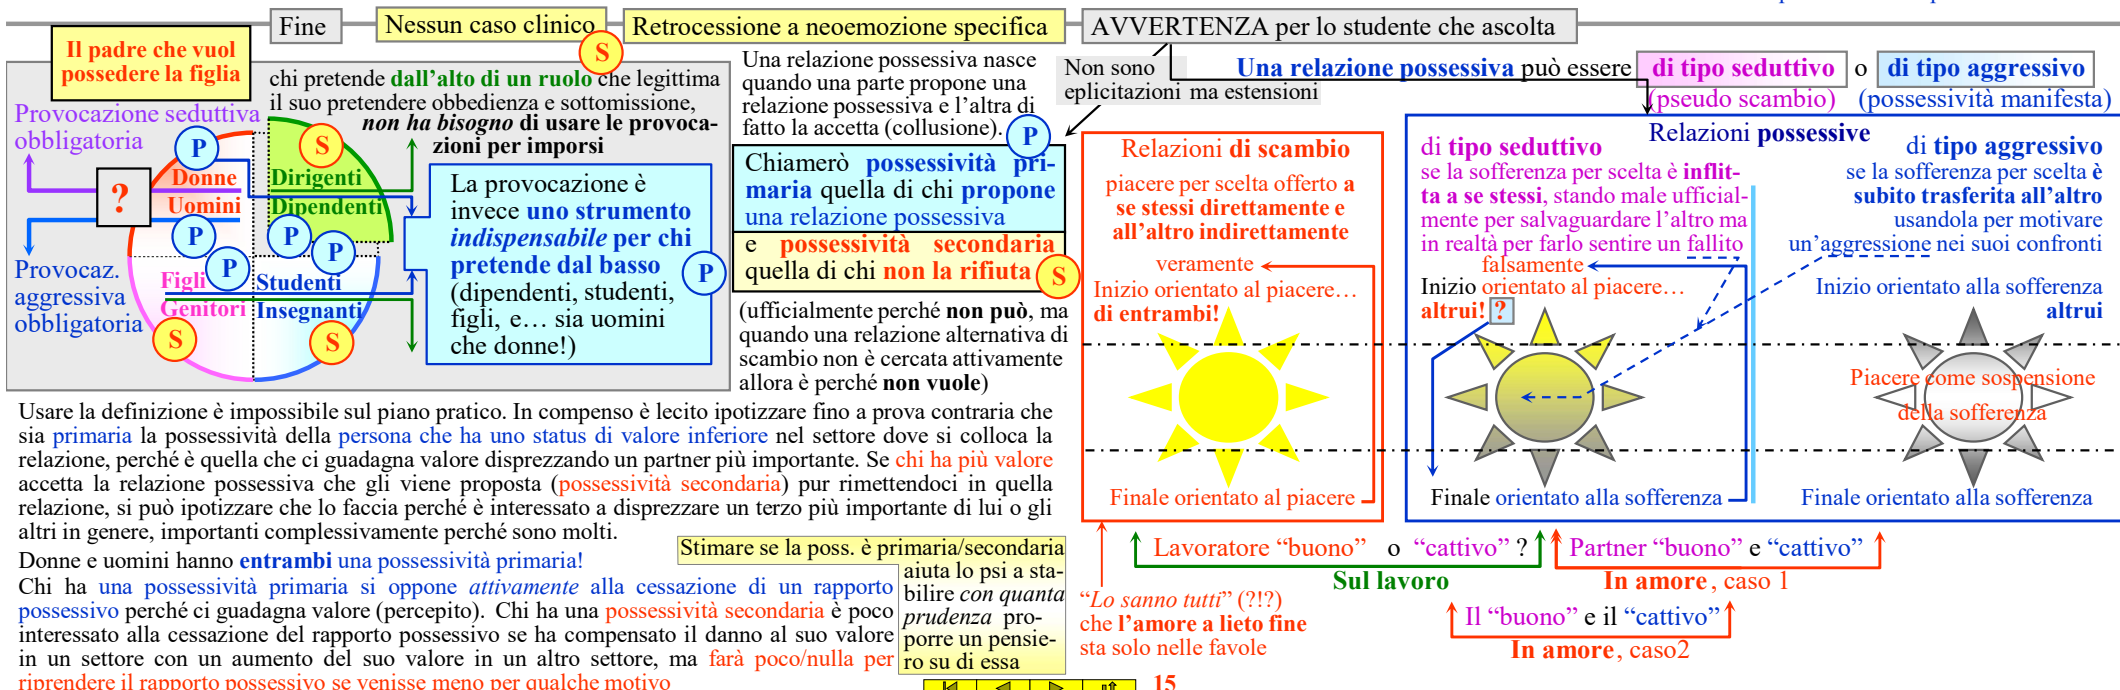 Fine
Nessun caso clinico
S
Retrocessione a neoemozione specifica
AVVERTENZA per lo studente che ascolta
Il padre che vuol
possedere la figlia
chi pretende dall'alto di un ruolo che legittima
il suo pretendere obbedienza e sottomissione,
non ha bisogno di usare le provoca-
zioni per imporsi
Provocazione seduttiva
obbligatoria
?
Provocaz.
aggressiva
obbligatoria
P
S
Donne
Dirigenti
Uomini
Dipendenti
P
P
P
P
Figli
Studenti
Genitori
Insegnanti
S
S
La provocazione è
invece uno strumento
indispensabile per chi
pretende dal basso
(dipendenti, studenti,
figli, e… sia uomini
che donne!)
P
Una relazione possessiva nasce
quando una parte propone una
relazione possessiva e l'altra di
fatto la accetta (collusione).
P
Chiamerò possessività pri-
maria quella di chi propone
una relazione possessiva
e possessività secondaria
quella di chi non la rifiuta
S
(ufficialmente perché non può, ma
quando una relazione alternativa di
scambio non è cercata attivamente
allora è perché non vuole)
Non sono
eplicitazioni ma estensioni
Una relazione possessiva può essere di tipo seduttivo o di tipo aggressivo
(pseudo scambio) (possessività manifesta)
Relazioni di scambio
piacere per scelta offerto a
se stessi direttamente e
all'altro indirettamente
veramente
Inizio orientato al piacere…
di entrambi!
Finale orientato al piacere
Relazioni possessive
di tipo seduttivo
se la sofferenza per scelta è inflit-
ta a se stessi, stando male ufficial-
mente per salvaguardare l'altro ma
in realtà per farlo sentire un fallito
falsamente
Inizio orientato al piacere…
altrui! ?
Finale orientato alla sofferenza
di tipo aggressivo
se la sofferenza per scelta è
subito trasferita all'altro
usandola per motivare
un'aggressione nei suoi confronti
Inizio orientato alla sofferenza
altrui
Piacere come sospensione
della sofferenza
Finale orientato alla sofferenza
Usare la definizione è impossibile sul piano pratico. In compenso è lecito ipotizzare fino a prova contraria che
sia primaria la possessività della persona che ha uno status di valore inferiore nel settore dove si colloca la
relazione, perché è quella che ci guadagna valore disprezzando un partner più importante. Se chi ha più valore
accetta la relazione possessiva che gli viene proposta (possessività secondaria) pur rimettendoci in quella
relazione, si può ipotizzare che lo faccia perché è interessato a disprezzare un terzo più importante di lui o gli
altri in genere, importanti complessivamente perché sono molti.
Donne e uomini hanno entrambi una possessività primaria!
Chi ha una possessività primaria si oppone attivamente alla cessazione di un rapporto
possessivo perché ci guadagna valore (percepito). Chi ha una possessività secondaria è poco
interessato alla cessazione del rapporto possessivo se ha compensato il danno al suo valore
in un settore con un aumento del suo valore in un altro settore, ma farà poco/nulla per
riprendere il rapporto possessivo se venisse meno per qualche motivo
Stimare se la poss. è primaria/secondaria
aiuta lo psi a sta-
bilire con quanta
prudenza pro-
porre un pensie-
ro su di essa
"Lo sanno tutti" (?!?)
che l'amore a lieto fine
sta solo nelle favole
Lavoratore "buono" o "cattivo" ?
Sul lavoro
Partner "buono" e "cattivo"
In amore, caso 1
Il "buono" e il "cattivo"
In amore, caso2
15